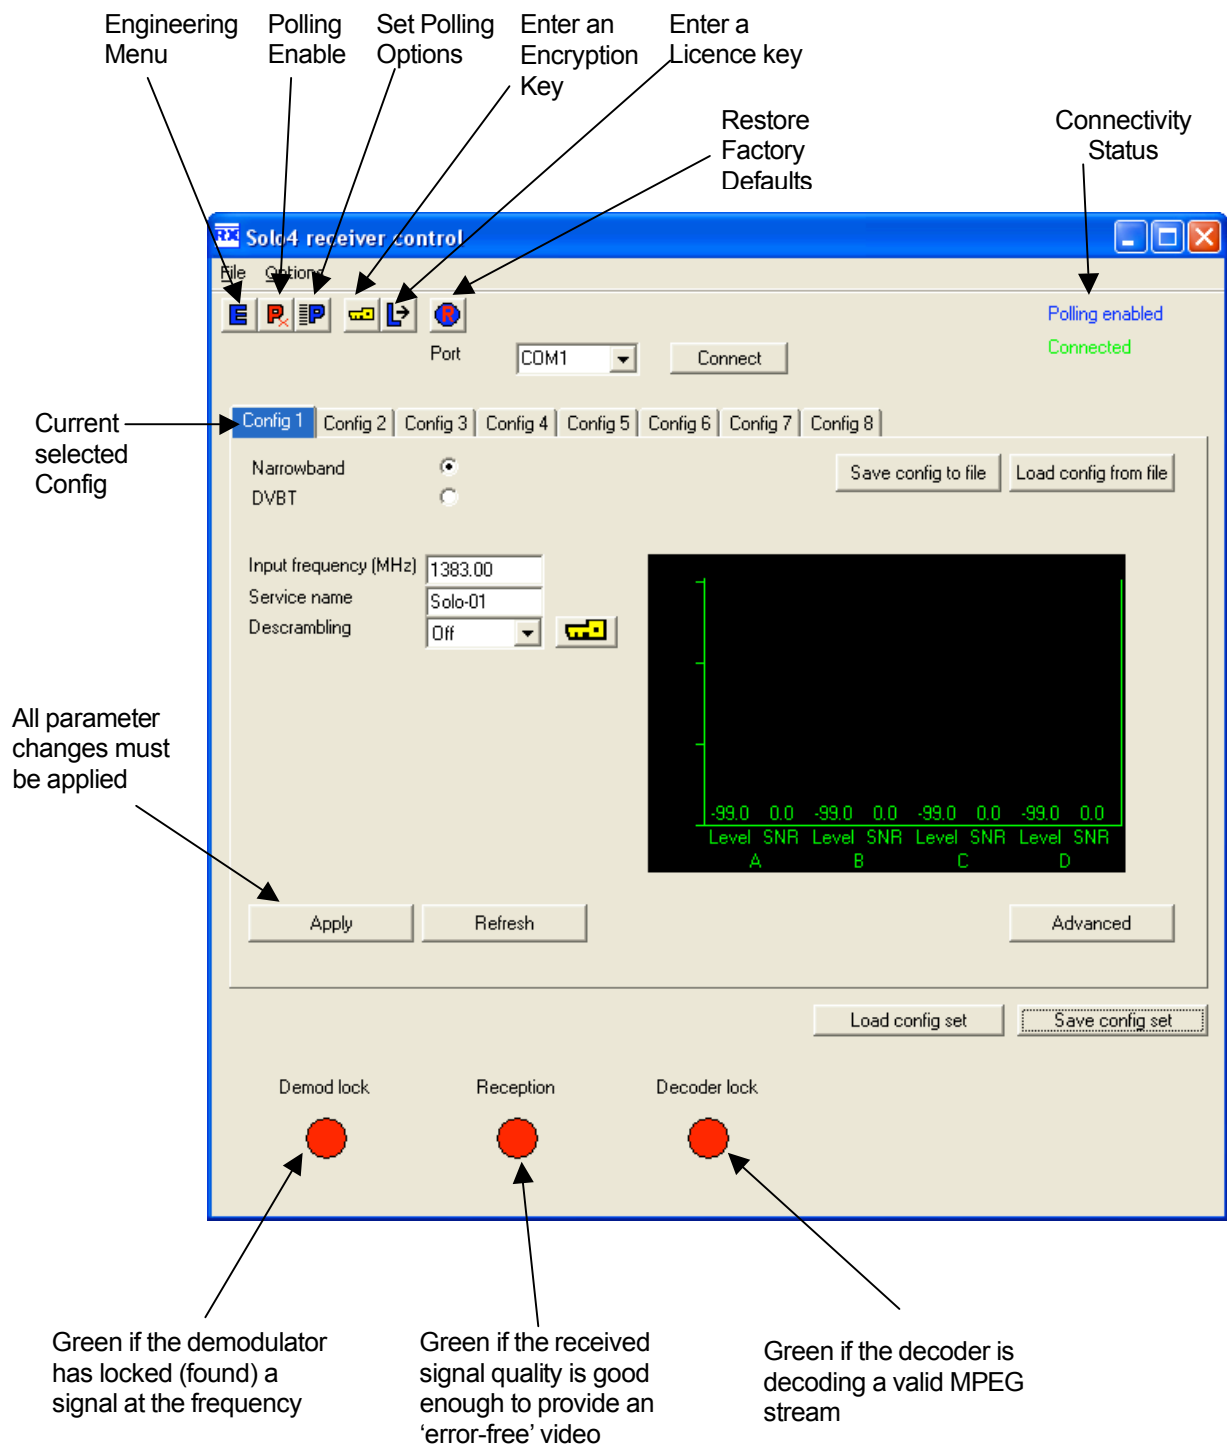 Engineering
Menu
Polling
Enable
Set Polling
Options
Enter an
Encryption
Key
Enter a
Licence key
Restore
Factory
Defaults
Connectivity
Status
RX Solo4 receiver control
File Options
E Px P L R
Polling enabled
Port COM1 Connect
Connected
Current
selected
Config
Config 1 Config 2 Config 3 Config 4 Config 5 Config 6 Config 7 Config 8
Narrowband
DVBT
Save config to file Load config from file
Input frequency (MHz) 1383.00
Service name Solo-01
Descrambling Off
-99.0 0.0 -99.0 0.0 -99.0 0.0 -99.0 0.0
Level SNR Level SNR Level SNR Level SNR
A B C D
All parameter
changes must
be applied
Apply Refresh Advanced
Load config set Save config set
Demod lock Reception Decoder lock
Green if the demodulator
has locked (found) a
signal at the frequency
Green if the received
signal quality is good
enough to provide an
‘error-free’ video
Green if the decoder is
decoding a valid MPEG
stream